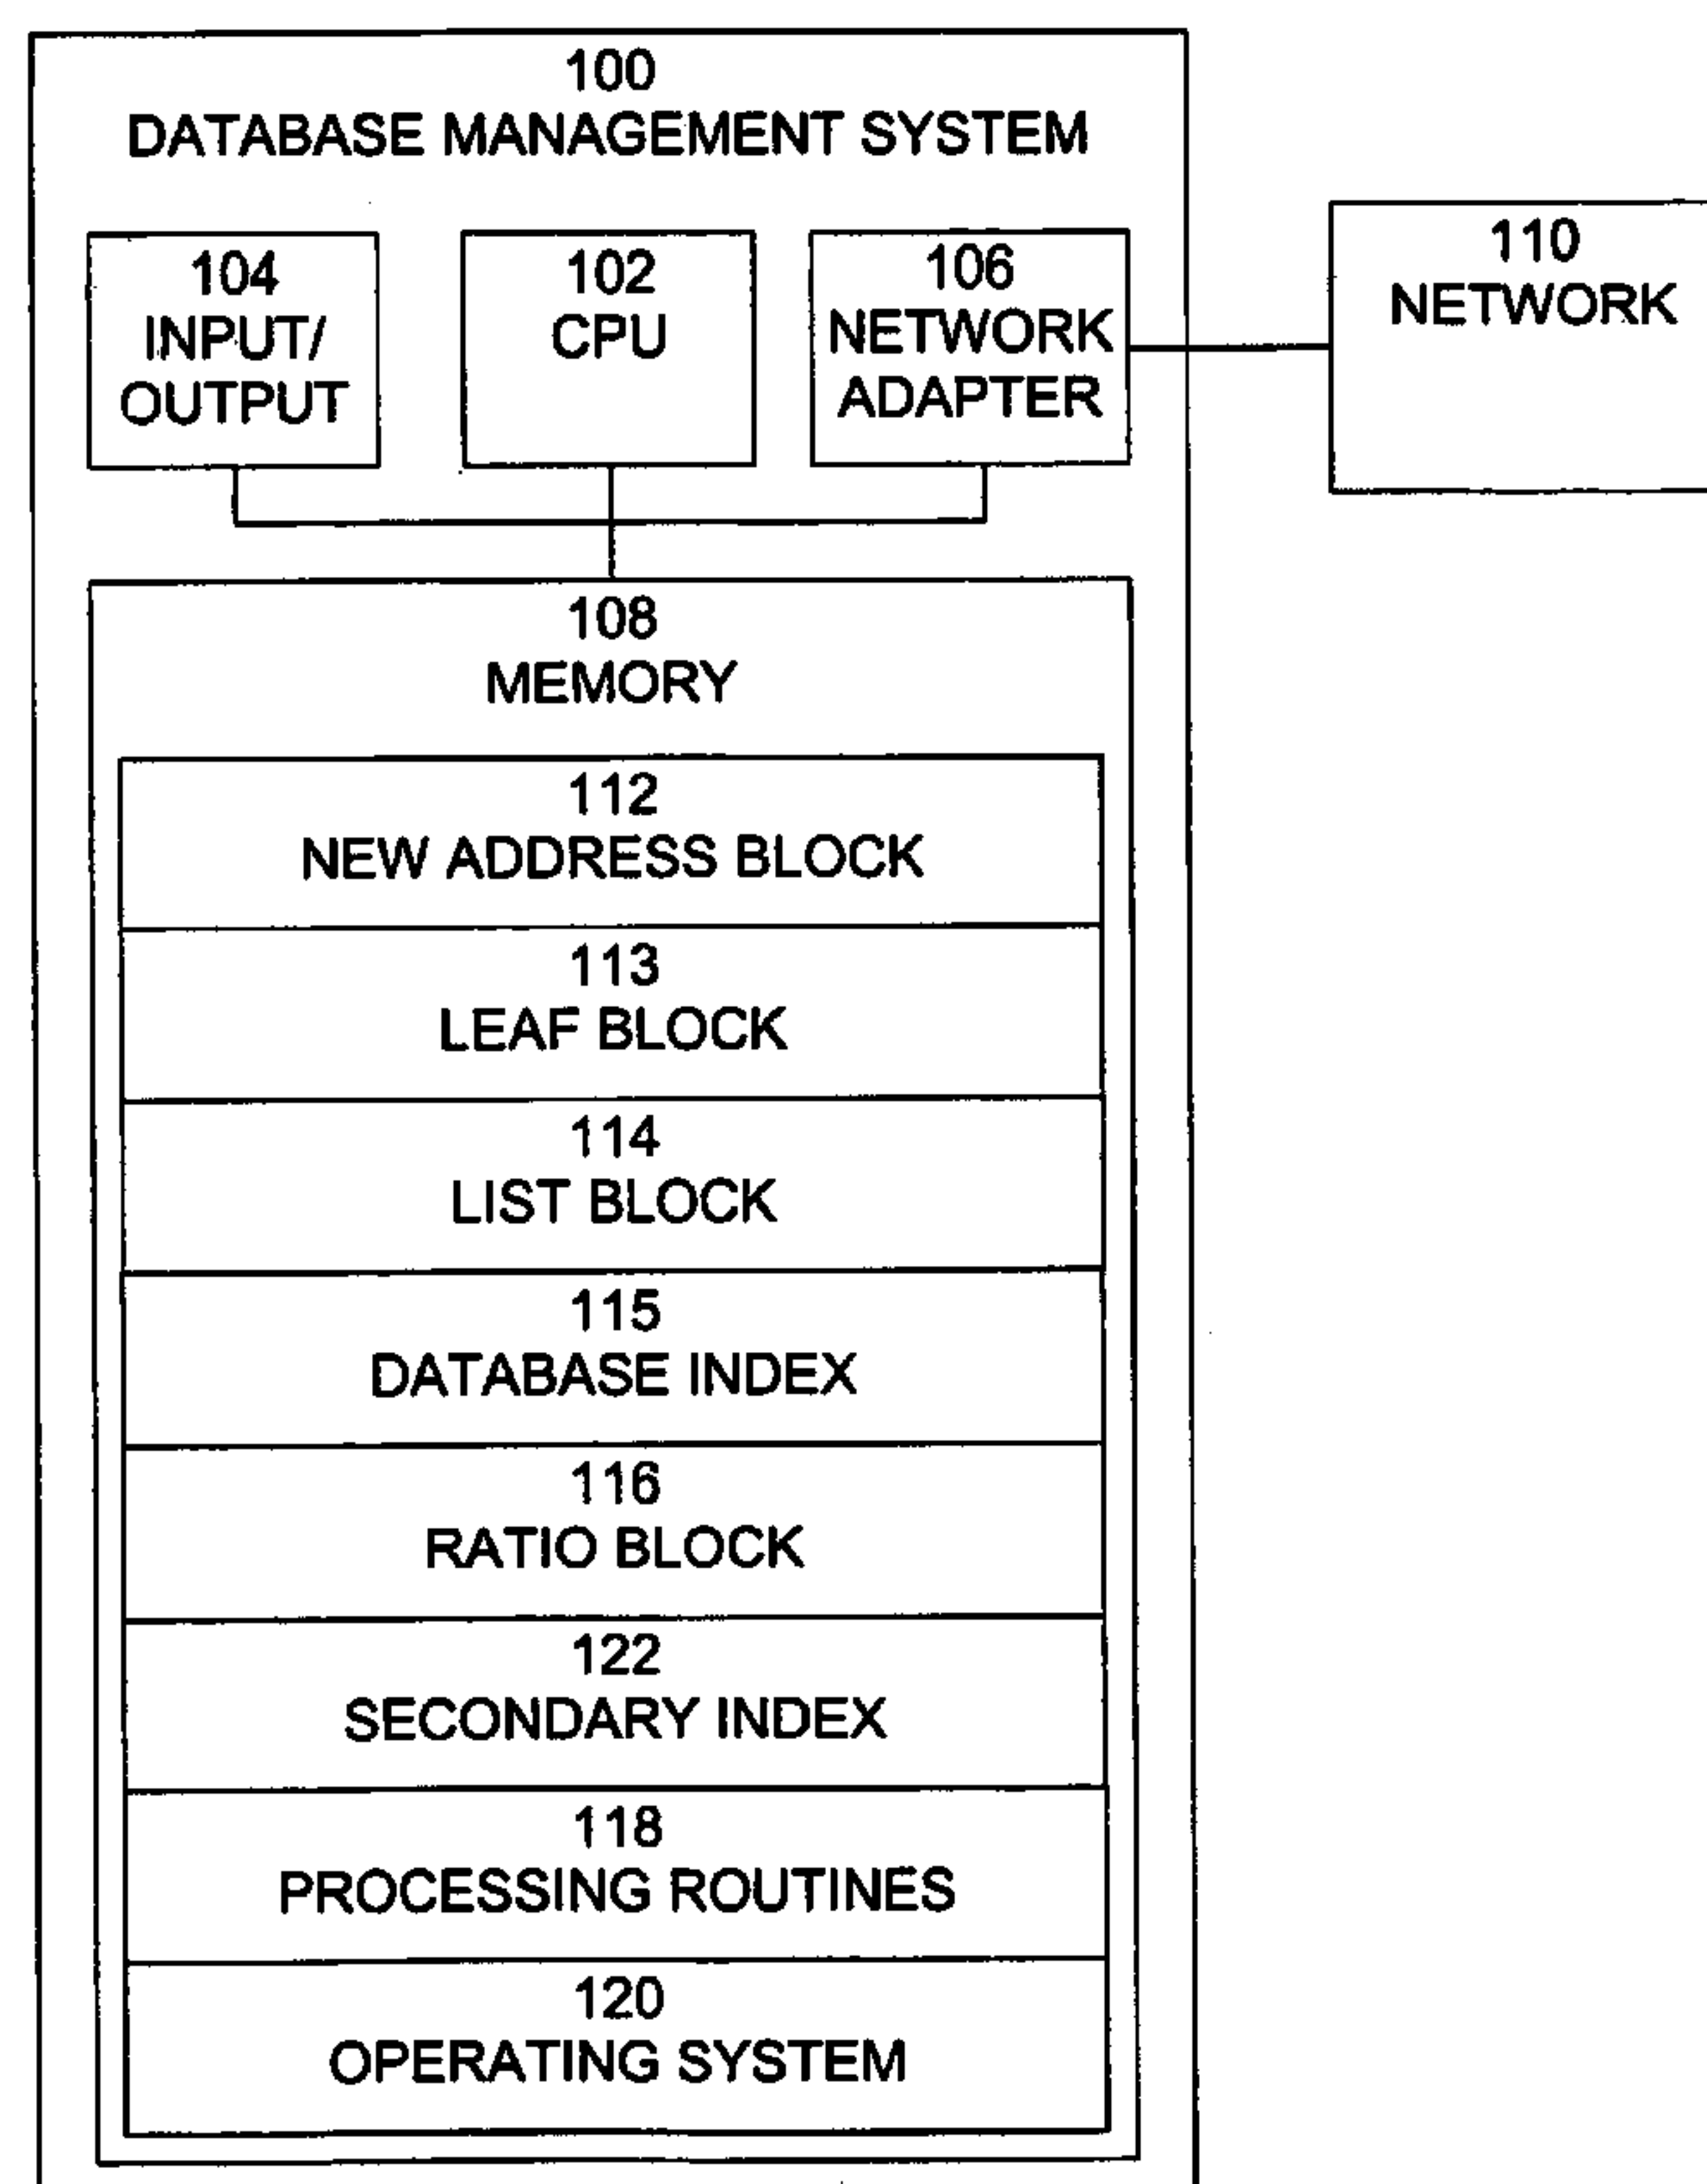 100
DATABASE MANAGEMENT SYSTEM
104
INPUT/
OUTPUT
102
CPU
106
NETWORK
ADAPTER
110
NETWORK
108
MEMORY
112
NEW ADDRESS BLOCK
113
LEAF BLOCK
114
LIST BLOCK
115
DATABASE INDEX
116
RATIO BLOCK
122
SECONDARY INDEX
118
PROCESSING ROUTINES
120
OPERATING SYSTEM